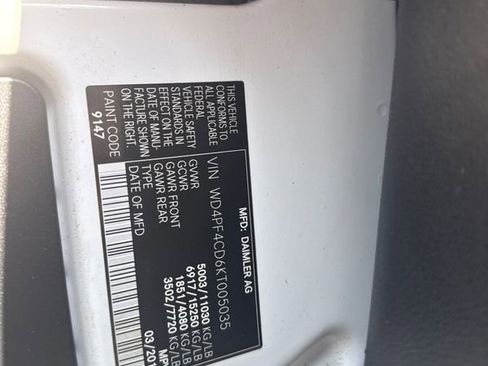 MFD. DAIMLER AG
VIN WD4PF4CD6KT005035
THIS VEHICLE
CONFORMS TO
ALL APPLICABLE
FEDERAL
VEHICLE SAFETY
STANDARDS IN
EFFECT ON THE
DATE OF MANU-
FACTURE SHOWN
ON THE RIGHT.
PAINT CODE
9147
GVWR 5003/11030 KG/LB
GCWR 6917/15250 KG/LB
GAWR FRONT 1851/4080 KG/LB
GAWR REAR 3502/7720 KG/LB
TYPE
DATE OF MFD 03/201